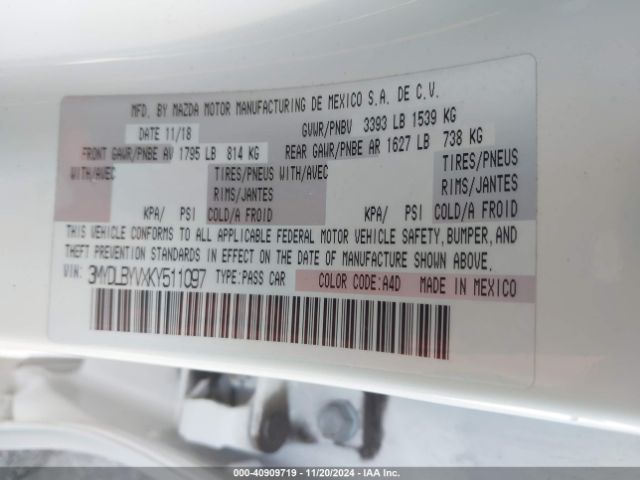 MFD. BY MAZDA MOTOR MANUFACTURING DE MEXICO S.A. DE C.V.
DATE 11/18 GVWR/PNBV 3393 LB 1539 KG
FRONT GAWR/PNBE AV 1795 LB 814 KG REAR GAWR/PNBE AR 1627 LB 738 KG
WITH/AVEC TIRES/PNEUS WITH/AVEC TIRES/PNEUS
RIMS/JANTES RIMS/JANTES
KPA/ PSI COLD/A FROID KPA/ PSI COLD/A FROID
THIS VEHICLE CONFORMS TO ALL APPLICABLE FEDERAL MOTOR VEHICLE SAFETY, BUMPER, AND
THEFT PREVENTION STANDARDS IN EFFECT ON THE DATE OF MANUFACTURE SHOWN ABOVE.
VIN: 3MYDLBYVXKY511097 TYPE:PASS CAR COLOR CODE:A4D MADE IN MEXICO
000-40909719 - 11/20/2024 - IAA Inc.